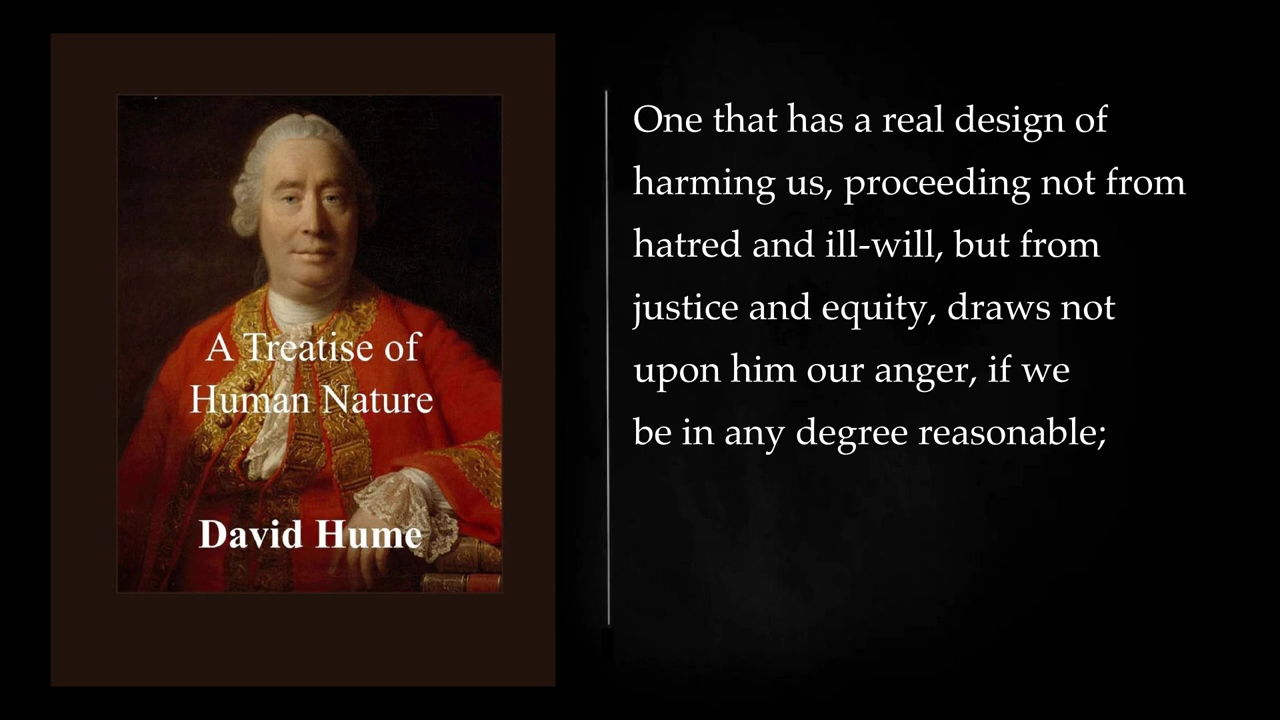 A Treatise of
Human Nature
David Hume
One that has a real design of
harming us, proceeding not from
hatred and ill-will, but from
justice and equity, draws not
upon him our anger, if we
be in any degree reasonable;